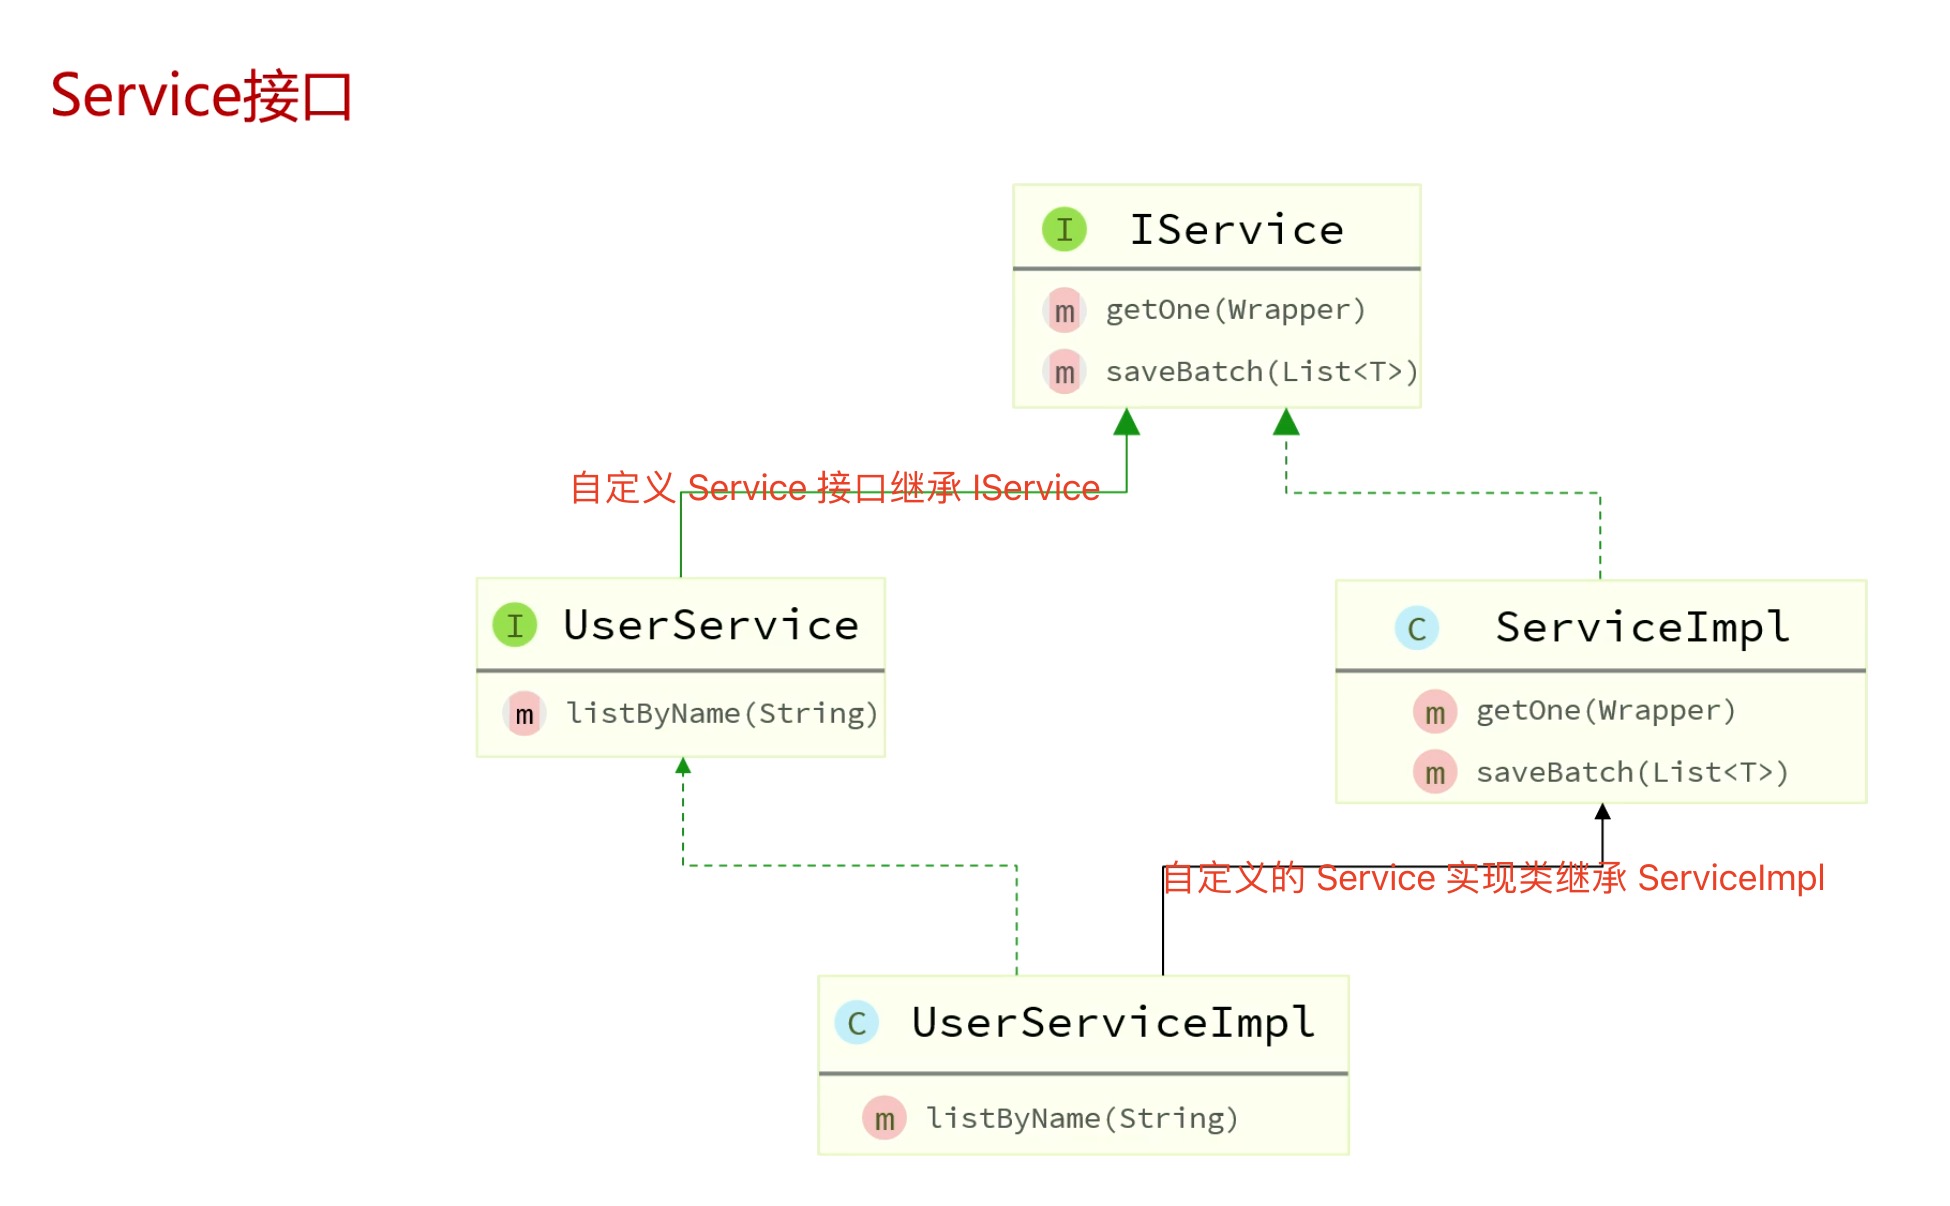 Service接口
I IService
m getOne(Wrapper)
m saveBatch(List<T>)
自定义 Service 接口继承 IService
I UserService
m listByName(String)
C ServiceImpl
m getOne(Wrapper)
m saveBatch(List<T>)
自定义的 Service 实现类继承 ServiceImpl
C UserServiceImpl
m listByName(String)